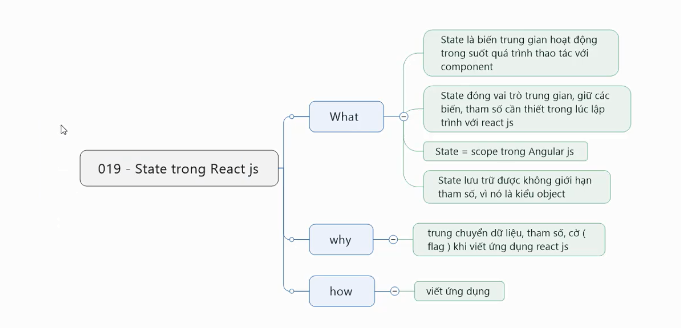 019 - State trong React js
What
State là biến trung gian hoạt động
trong suốt quá trình thao tác với
component
State đóng vai trò trung gian, giữ các
biến, tham số cần thiết trong lúc lập
trình với react js
State = scope trong Angular js
State lưu trữ được không giới hạn
tham số, vì nó là kiểu object
why
trung chuyển dữ liệu, tham số, cờ (
flag ) khi viết ứng dụng react js
how
viết ứng dụng